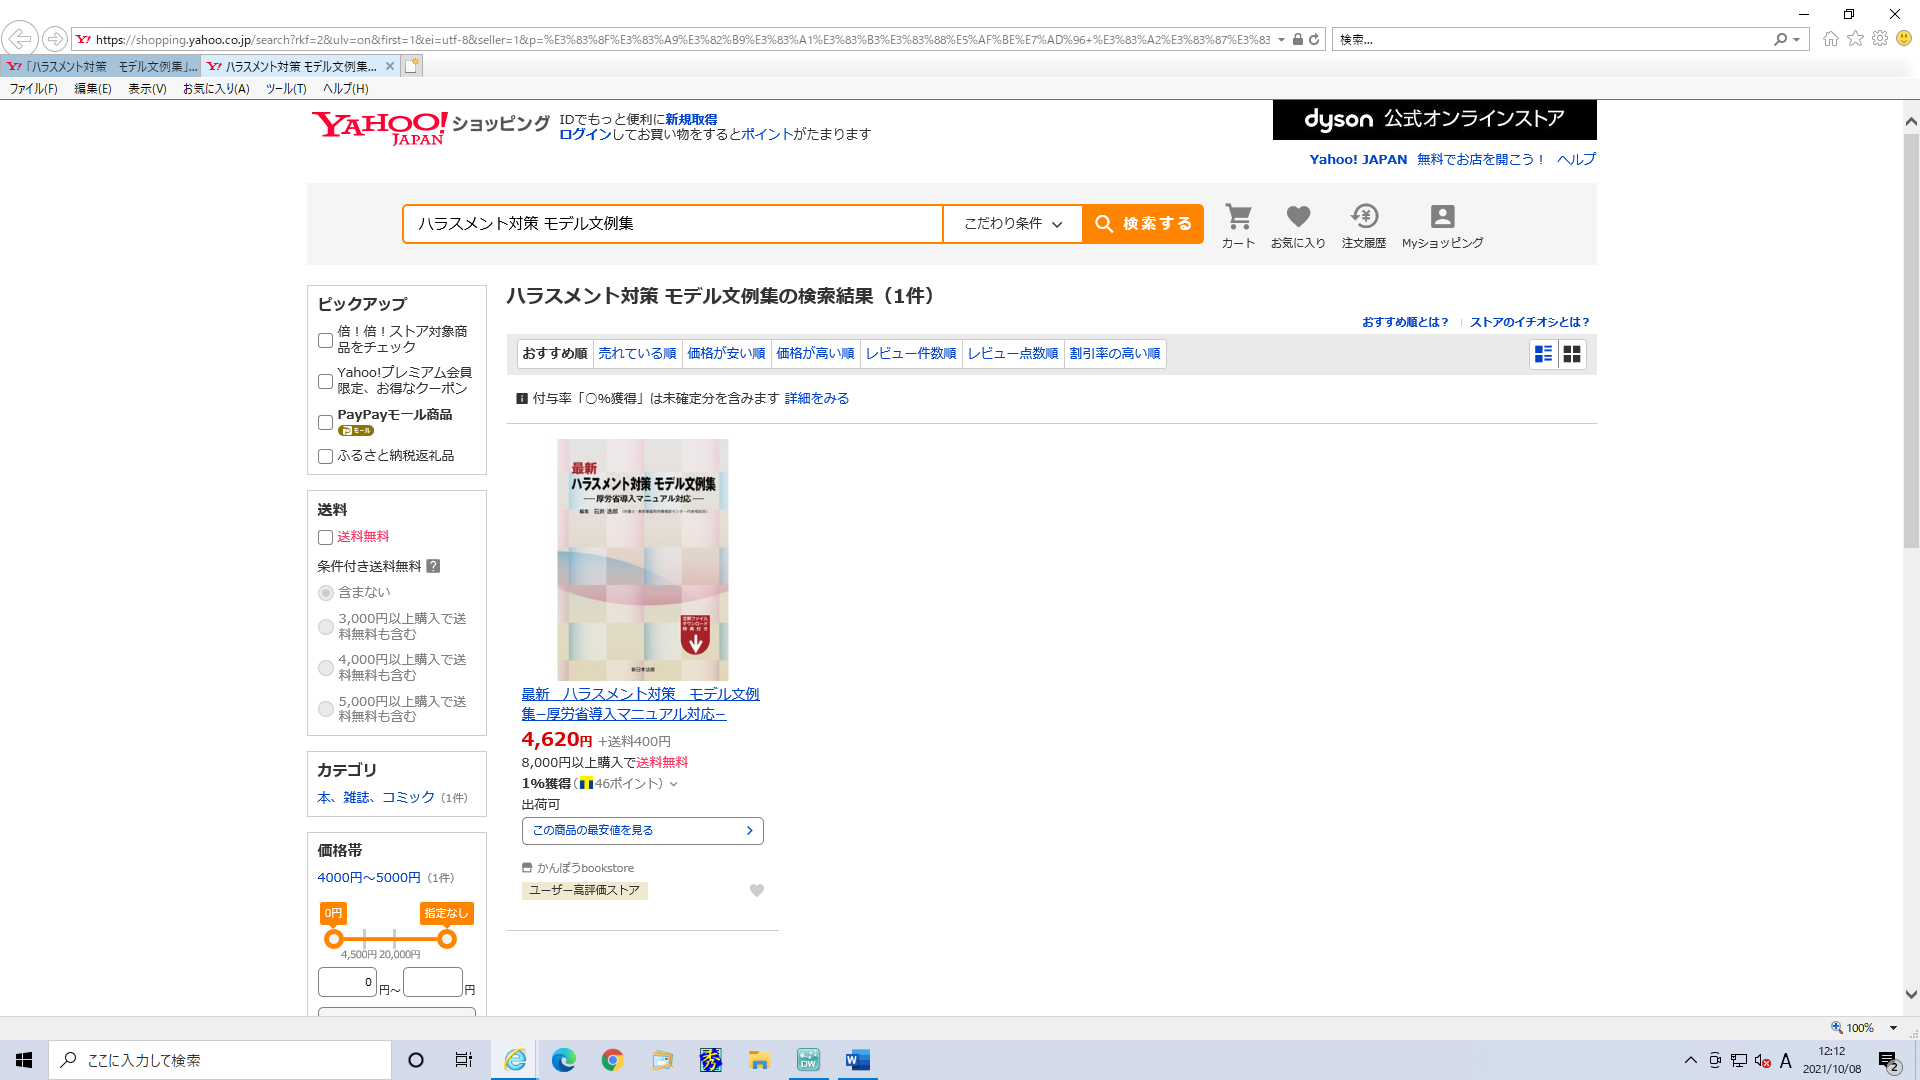 https://shopping.yahoo.co.jp/search?rkf=2&ulv=on&first=1&ei=utf-8&seller=1&p=%E3%83%8F%E3%83%A9%E3%82%B9%E3%83%A1%E3%83%B3%E3%83%88%E5%AF%BE%E7%AD%96+%E3%83%A2%E3%83%87%E3%83 検索...
「ハラスメント対策　モデル文例集」... ハラスメント対策 モデル文例集...
ファイル(F) 編集(E) 表示(V) お気に入り(A) ツール(T) ヘルプ(H)
YAHOO! JAPAN ショッピング
IDでもっと便利に新規取得
ログインしてお買い物をするとポイントがたまります
dyson 公式オンラインストア
Yahoo! JAPAN 無料でお店を開こう！ ヘルプ
ハラスメント対策 モデル文例集 こだわり条件 検索する
カート お気に入り 注文履歴 Myショッピング
ピックアップ
倍！倍！ストア対象商
品をチェック
Yahoo!プレミアム会員
限定、お得なクーポン
PayPayモール商品
モール
ふるさと納税返礼品
送料
送料無料
条件付き送料無料 ?
含まない
3,000円以上購入で送
料無料も含む
4,000円以上購入で送
料無料も含む
5,000円以上購入で送
料無料も含む
カテゴリ
本、雑誌、コミック（1件）
価格帯
4000円～5000円（1件）
0円 指定なし
4,500円 20,000円
0 円～ 円
ハラスメント対策 モデル文例集の検索結果（1件）
おすすめ順とは？ ストアのイチオシとは？
おすすめ順 売れている順 価格が安い順 価格が高い順 レビュー件数順 レビュー点数順 割引率の高い順
付与率「〇%獲得」は未確定分を含みます 詳細をみる
最新
ハラスメント対策 モデル文例集
―厚労省導入マニュアル対応―
編集 石井 浩郎
文例ファイル
ダウンロード
特典付き
新日本法規
最新　ハラスメント対策　モデル文例
集−厚労省導入マニュアル対応−
4,620円 +送料400円
8,000円以上購入で送料無料
1%獲得（46ポイント）
出荷可
この商品の最安値を見る
かんぽうbookstore
ユーザー高評価ストア
100%
ここに入力して検索
秀
DW
W
A
12:12
2021/10/08
2